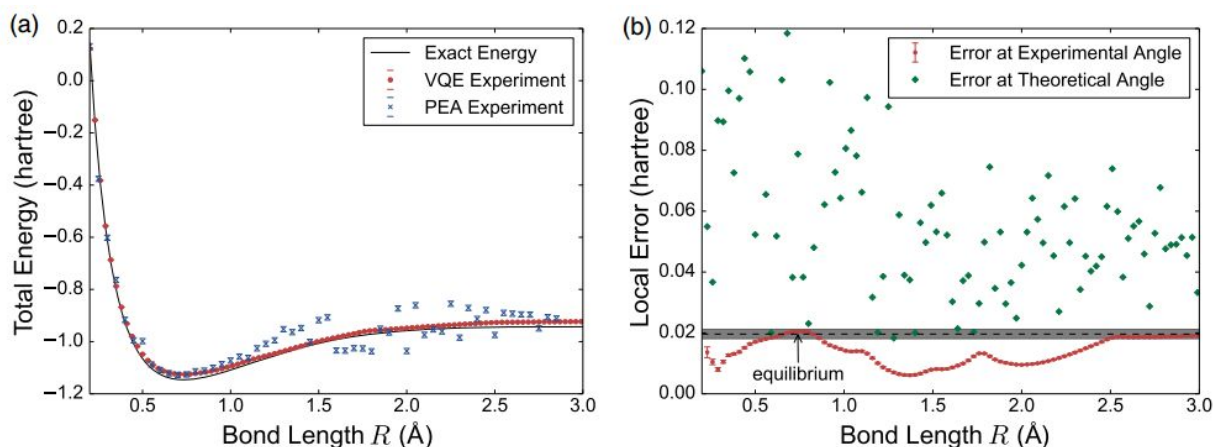 (a)
0.2
0.0
−0.2
−0.4
−0.6
−0.8
−1.0
−1.2
Total Energy (hartree)
Exact Energy
VQE Experiment
PEA Experiment
0.5
1.0
1.5
2.0
2.5
3.0
Bond Length R (Å)
(b)
0.12
0.10
0.08
0.06
0.04
0.02
0.00
Local Error (hartree)
Error at Experimental Angle
Error at Theoretical Angle
equilibrium
0.5
1.0
1.5
2.0
2.5
3.0
Bond Length R (Å)